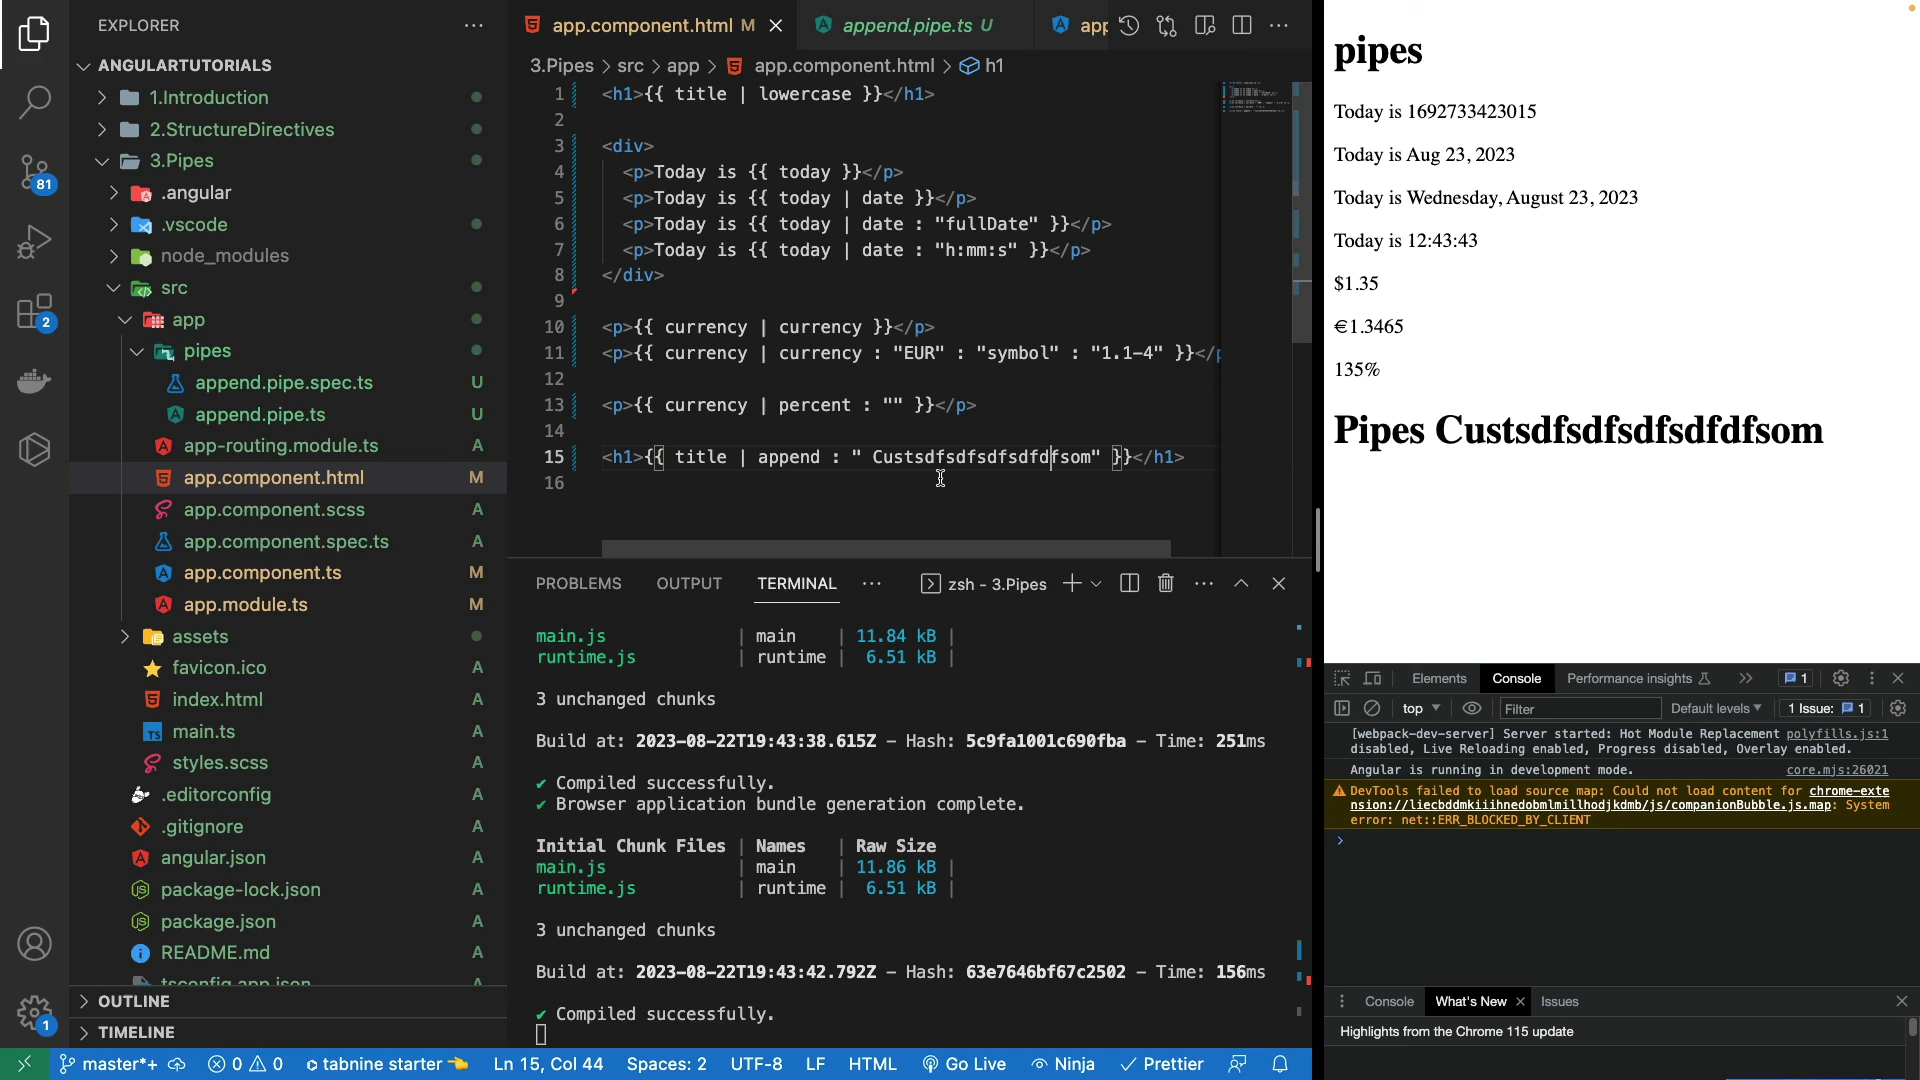 EXPLORER
ANGULARTUTORIALS
1.Introduction
2.StructureDirectives
3.Pipes
.angular
.vscode
node_modules
src
app
pipes
append.pipe.spec.ts U
append.pipe.ts U
app-routing.module.ts A
app.component.html M
app.component.scss A
app.component.spec.ts A
app.component.ts M
app.module.ts M
assets
favicon.ico A
index.html A
main.ts A
styles.scss A
.editorconfig A
.gitignore A
angular.json A
package-lock.json A
package.json A
README.md A
tsconfig.app.json A
OUTLINE
TIMELINE
81
2
1
app.component.html M
append.pipe.ts U
app
3.Pipes > src > app > app.component.html > h1
1 <h1>{{ title | lowercase }}</h1>
2
3 <div>
4 <p>Today is {{ today }}</p>
5 <p>Today is {{ today | date }}</p>
6 <p>Today is {{ today | date : "fullDate" }}</p>
7 <p>Today is {{ today | date : "h:mm:s" }}</p>
8 </div>
9
10 <p>{{ currency | currency }}</p>
11 <p>{{ currency | currency : "EUR" : "symbol" : "1.1-4" }}</p
12
13 <p>{{ currency | percent : "" }}</p>
14
15 <h1>{{ title | append : " Custsdfsdfsdfsdfdfsom" }}</h1>
16
PROBLEMS OUTPUT TERMINAL zsh - 3.Pipes
main.js | main | 11.84 kB |
runtime.js | runtime | 6.51 kB |
3 unchanged chunks
Build at: 2023-08-22T19:43:38.615Z - Hash: 5c9fa1001c690fba - Time: 251ms
✔ Compiled successfully.
✔ Browser application bundle generation complete.
Initial Chunk Files | Names | Raw Size
main.js | main | 11.86 kB |
runtime.js | runtime | 6.51 kB |
3 unchanged chunks
Build at: 2023-08-22T19:43:42.792Z - Hash: 63e7646bf67c2502 - Time: 156ms
✔ Compiled successfully.
master*+ 0 0 tabnine starter Ln 15, Col 44 Spaces: 2 UTF-8 LF HTML Go Live Ninja Prettier
pipes
Today is 1692733423015
Today is Aug 23, 2023
Today is Wednesday, August 23, 2023
Today is 12:43:43
$1.35
€1.3465
135%
Pipes Custsdfsdfsdfsdfdfsom
Elements Console Performance insights 1
top Filter Default levels 1 Issue: 1
[webpack-dev-server] Server started: Hot Module Replacement polyfills.js:1
disabled, Live Reloading enabled, Progress disabled, Overlay enabled.
Angular is running in development mode. core.mjs:26021
DevTools failed to load source map: Could not load content for chrome-exte
nsion://liecbddmkiiihnedobmlmillhodjkdmb/js/companionBubble.js.map: System
error: net::ERR_BLOCKED_BY_CLIENT
Console What's New Issues
Highlights from the Chrome 115 update